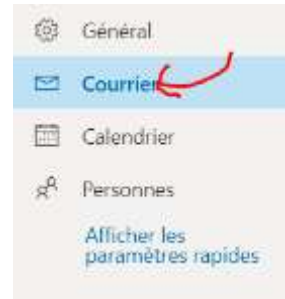 Général
Courrier
Calendrier
Personnes
Afficher les
paramètres rapides